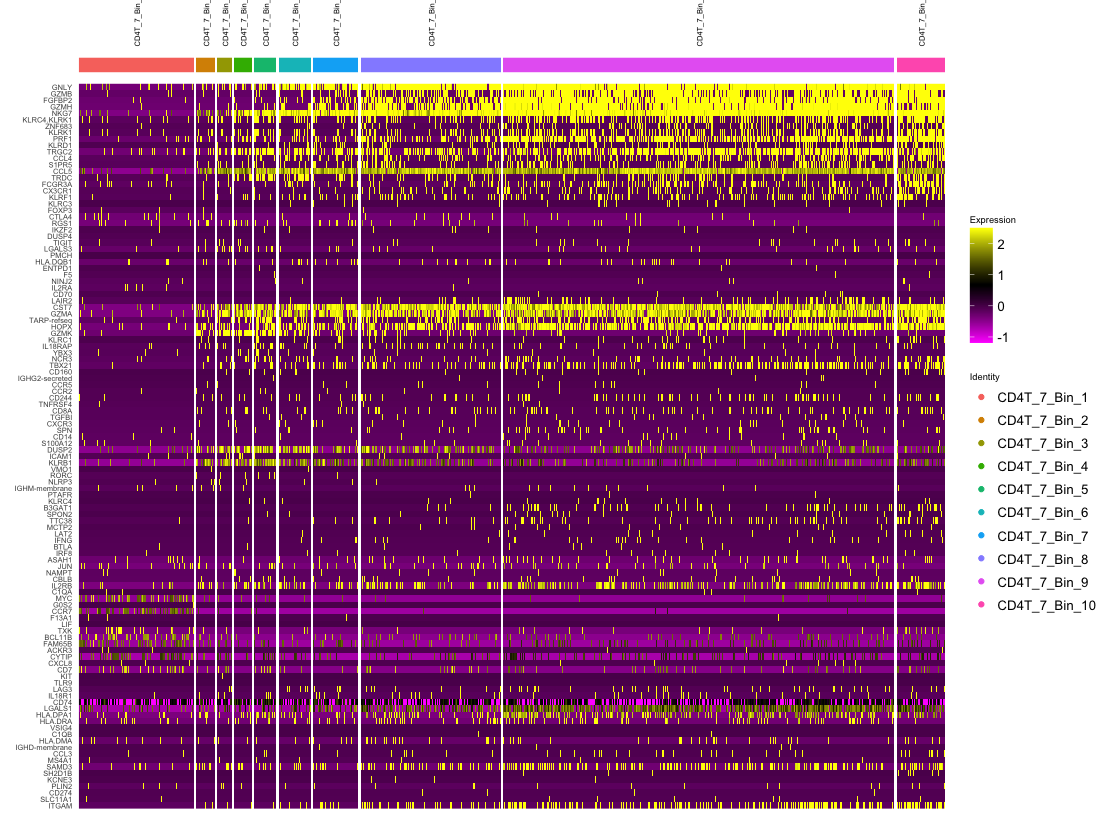 CD4T_7_Bin_
CD4T_7_Bin_
CD4T_7_Bin_
CD4T_7_Bin_
CD4T_7_Bin_
CD4T_7_Bin_
CD4T_7_Bin_
CD4T_7_Bin_
CD4T_7_Bin_
CD4T_7_Bin_
GNLY
GZMB
FGFBP2
GZMH
NKG7
KLRC4.KLRK1
ZNF683
KLRK1
PRF1
KLRD1
TRGC2
CCL4
S1PR5
CCL5
TRDC
FCGR3A
CX3CR1
KLRF1
KLRC3
FOXP3
CTLA4
RGS1
IKZF2
DUSP4
TIGIT
LGALS3
PMCH
HLA.DQB1
ENTPD1
F5
NINJ2
IL2RA
CD70
LAIR2
CST7
GZMA
TARP-refseq
HOPX
GZMK
KLRC1
IL18RAP
YBX3
NCR3
TBX21
CD160
IGHG2-secreted
CCR5
CCR2
CD244
TNFRSF4
CD8A
TGFBI
CXCR3
SPN
CD14
S100A12
DUSP2
ICAM1
KLRB1
VMO1
RORC
NLRP3
IGHM-membrane
PTAFR
KLRC4
B3GAT1
SPON2
TTC38
MCTP2
LAT2
IFNG
BTLA
IRF8
ASAH1
JUN
NAMPT
CBLB
IL2RB
C1QA
MYC
G0S2
CCR7
F13A1
LIF
TXK
BCL11B
FAM65B
ACKR3
CYTIP
CXCL8
CD7
KIT
TLR9
LAG3
IL18R1
CD74
LGALS1
HLA.DPA1
HLA.DRA
VSIG4
C1QB
HLA.DMA
IGHD-membrane
CCL3
MS4A1
SAMD3
SH2D1B
KCNE3
PLIN2
CD274
SLC11A1
ITGAM
Expression
2
1
0
-1
Identity
CD4T_7_Bin_1
CD4T_7_Bin_2
CD4T_7_Bin_3
CD4T_7_Bin_4
CD4T_7_Bin_5
CD4T_7_Bin_6
CD4T_7_Bin_7
CD4T_7_Bin_8
CD4T_7_Bin_9
CD4T_7_Bin_10